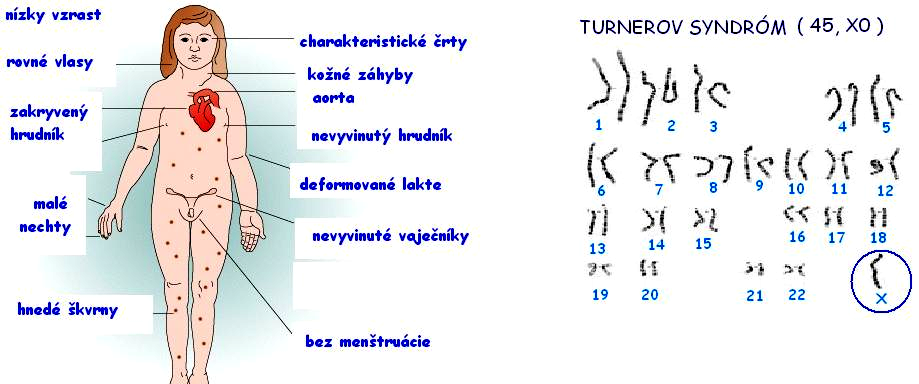 nízky vzrast
rovné vlasy
zakryvený
hrudník
malé
nechty
hnedé škvrny
charakteristické črty
kožné záhyby
aorta
nevyvinutý hrudník
deformované lakte
nevyvinuté vaječníky
bez menštruácie
TURNEROV SYNDRÓM ( 45, XO )
1 2 3 4 5
6 7 8 9 10 11 12
13 14 15 16 17 18
19 20 21 22 X